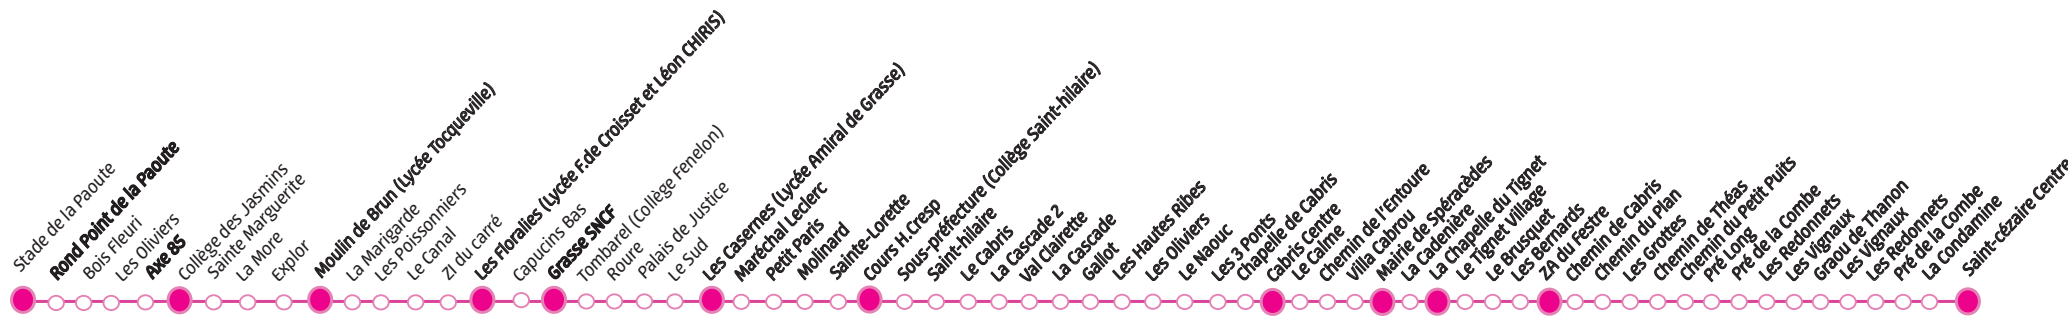 Stade de la Paoute
Rond Point de la Paoute
Bois Fleuri
Les Oliviers
Axe 85
Collège des Jasmins
Sainte Marguerite
La More
Explor
Moulin de Brun (Lycée Tocqueville)
La Marigarde
Les Poissonniers
Le Canal
ZI du carré
Les Floralies (Lycée F.de Croisset et Léon CHIRIS)
Capucins Bas
Grasse SNCF
Tombarel (Collège Fenelon)
Roure
Palais de Justice
Le Sud
Les Casernes (Lycée Amiral de Grasse)
Maréchal Leclerc
Petit Paris
Molinard
Sainte-Lorette
Cours H.Cresp
Sous-préfecture (Collège Saint-hilaire)
Saint-hilaire
Le Cabris
La Cascade 2
Val Clairette
La Cascade
Gallot
Les Hautes Ribes
Les Oliviers
Le Naouc
Les 3 Ponts
Chapelle de Cabris
Cabris Centre
Le Caïme
Chemin de l'Entoure
Villa Cabrou
Mairie de Spéracèdes
La Cadenière
La Chapelle du Tignet
Le Tignet Village
Le Brusquet
Les Bernards
ZA du Festre
Chemin de Cabris
Chemin du Plan
Les Grottes
Chemin de Théas
Chemin du Petit Puits
Pré Long
Pré de la Combe
Les Redonnets
Les Vignaux
Graou de Thanon
Les Vignaux
Les Redonnets
Pré de la Combe
La Condamine
Saint-cézaire Centre